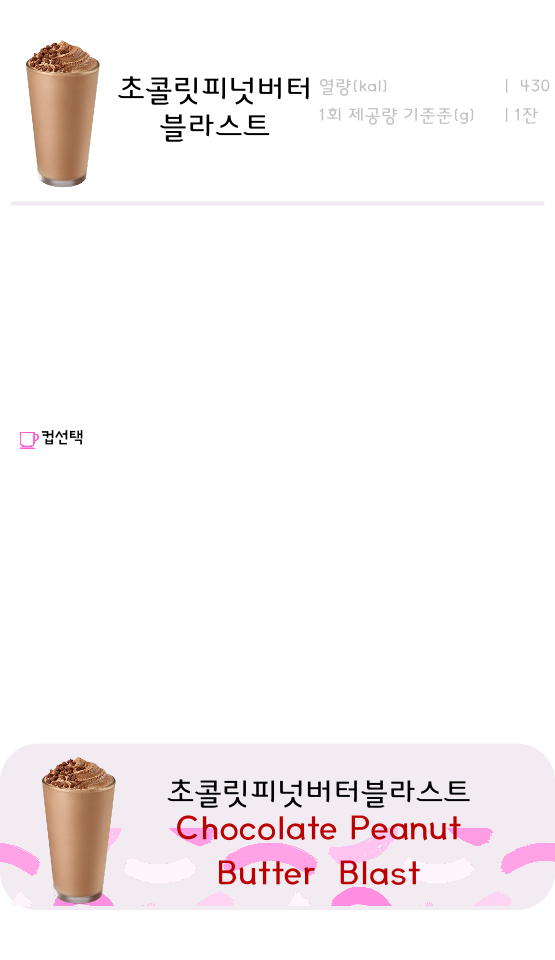 초콜릿피넛버터
블라스트
열량(kal) | 430
1회 제공량 기준준(g) | 1잔
컵선택
초콜릿피넛버터블라스트
Chocolate Peanut
Butter Blast